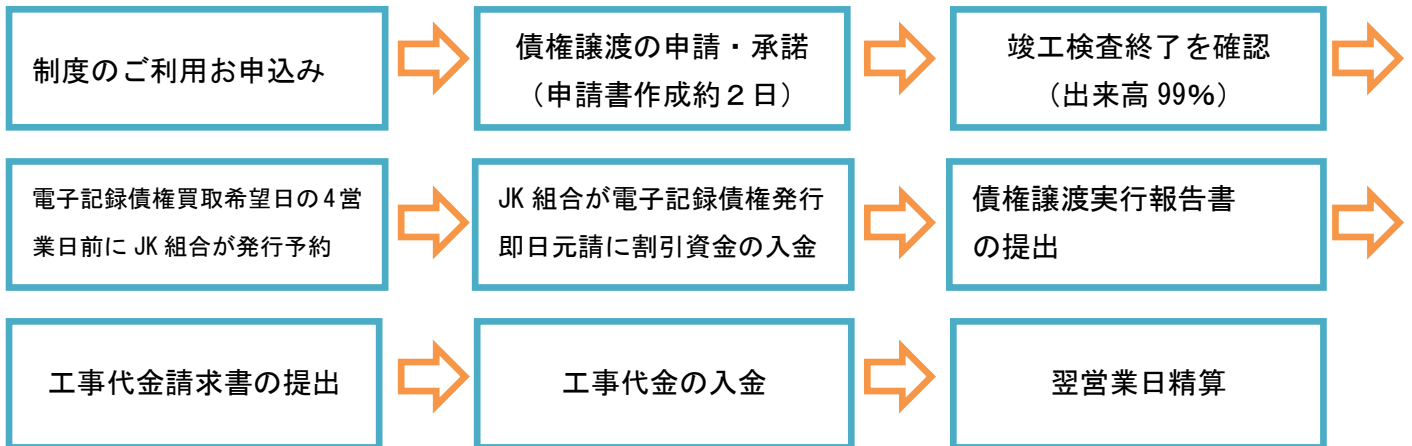 制度のご利用お申込み
債権譲渡の申請・承諾
（申請書作成約２日）
竣工検査終了を確認
（出来高 99%）
電子記録債権買取希望日の4営
業日前に JK 組合が発行予約
JK 組合が電子記録債権発行
即日元請に割引資金の入金
債権譲渡実行報告書
の提出
工事代金請求書の提出
工事代金の入金
翌営業日精算